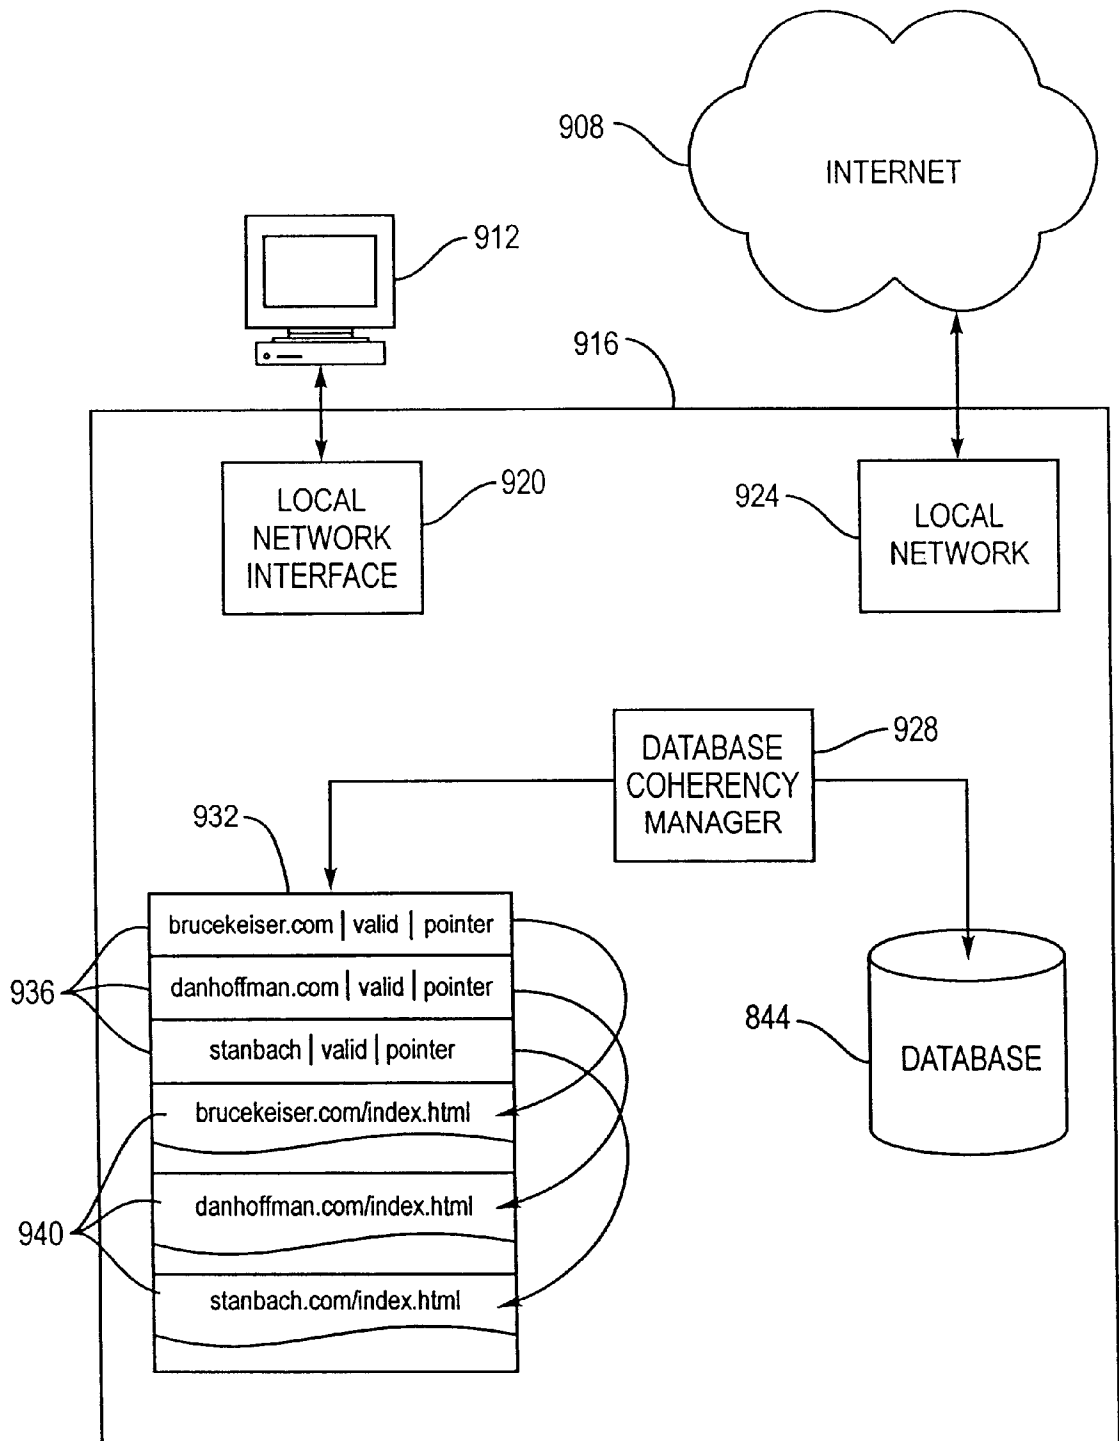 908
INTERNET
912
916
LOCAL
NETWORK
INTERFACE
920
924
LOCAL
NETWORK
DATABASE
COHERENCY
MANAGER
928
932
brucekeiser.com | valid | pointer
danhoffman.com | valid | pointer
stanbach | valid | pointer
936
brucekeiser.com/index.html
danhoffman.com/index.html
stanbach.com/index.html
940
844
DATABASE